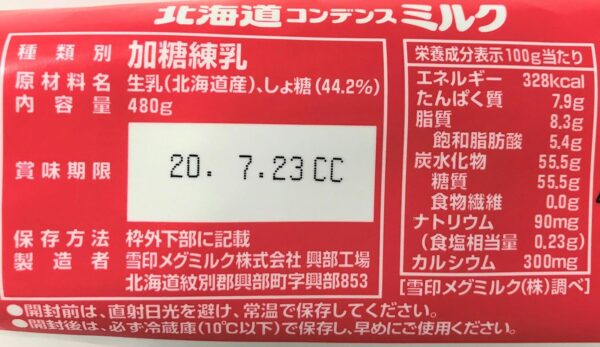 北海道コンデンスミルク
種類別 加糖練乳
原材料名 生乳(北海道産)、しょ糖(44.2%)
内容量 480g
賞味期限 20. 7.23CC
保存方法 枠外下部に記載
製造者 雪印メグミルク株式会社 興部工場
北海道紋別郡興部町字興部853
栄養成分表示100g当たり
エネルギー 328kcal
たんぱく質 7.9g
脂質 8.3g
飽和脂肪酸 5.4g
炭水化物 55.5g
糖質 55.5g
食物繊維 0.0g
ナトリウム 90mg
(食塩相当量 0.23g)
カルシウム 300mg
[雪印メグミルク(株)調べ]
●開封前は、直射日光を避け、常温で保存してください。
●開封後は、必ず冷蔵庫(10℃以下)で保存し、早めにご使用ください。